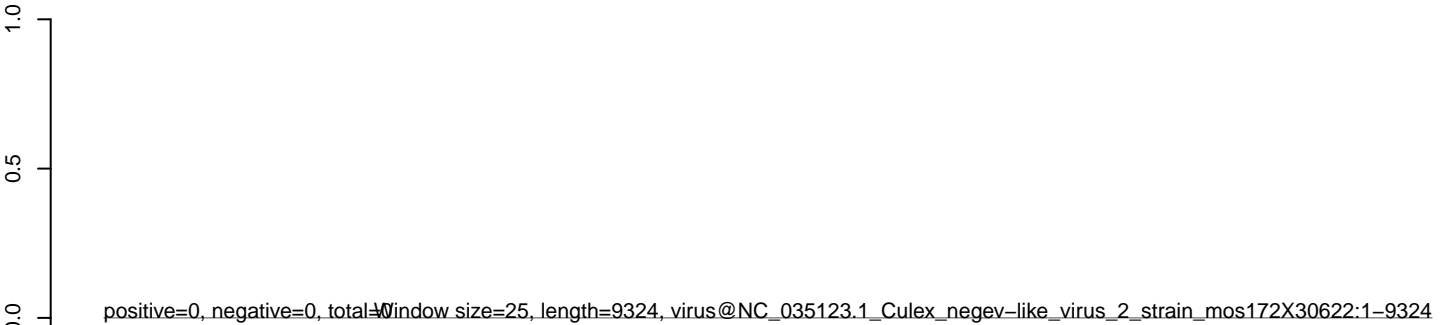 1.0
0.5
0.0
positive=0, negative=0, total=0
Window size=25, length=9324, virus@NC_035123.1_Culex_negev−like_virus_2_strain_mos172X30622:1−9324